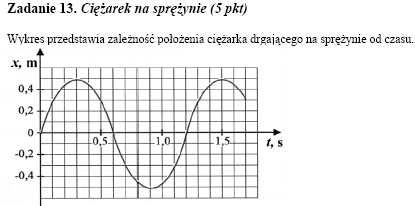 Zadanie 13. Ciężarek na sprężynie (5 pkt)
Wykres przedstawia zależność położenia ciężarka drgającego na sprężynie od czasu.
x, m
0,4
0,2
0
-0,2
-0,4
0,5
1,0
1,5
t, s